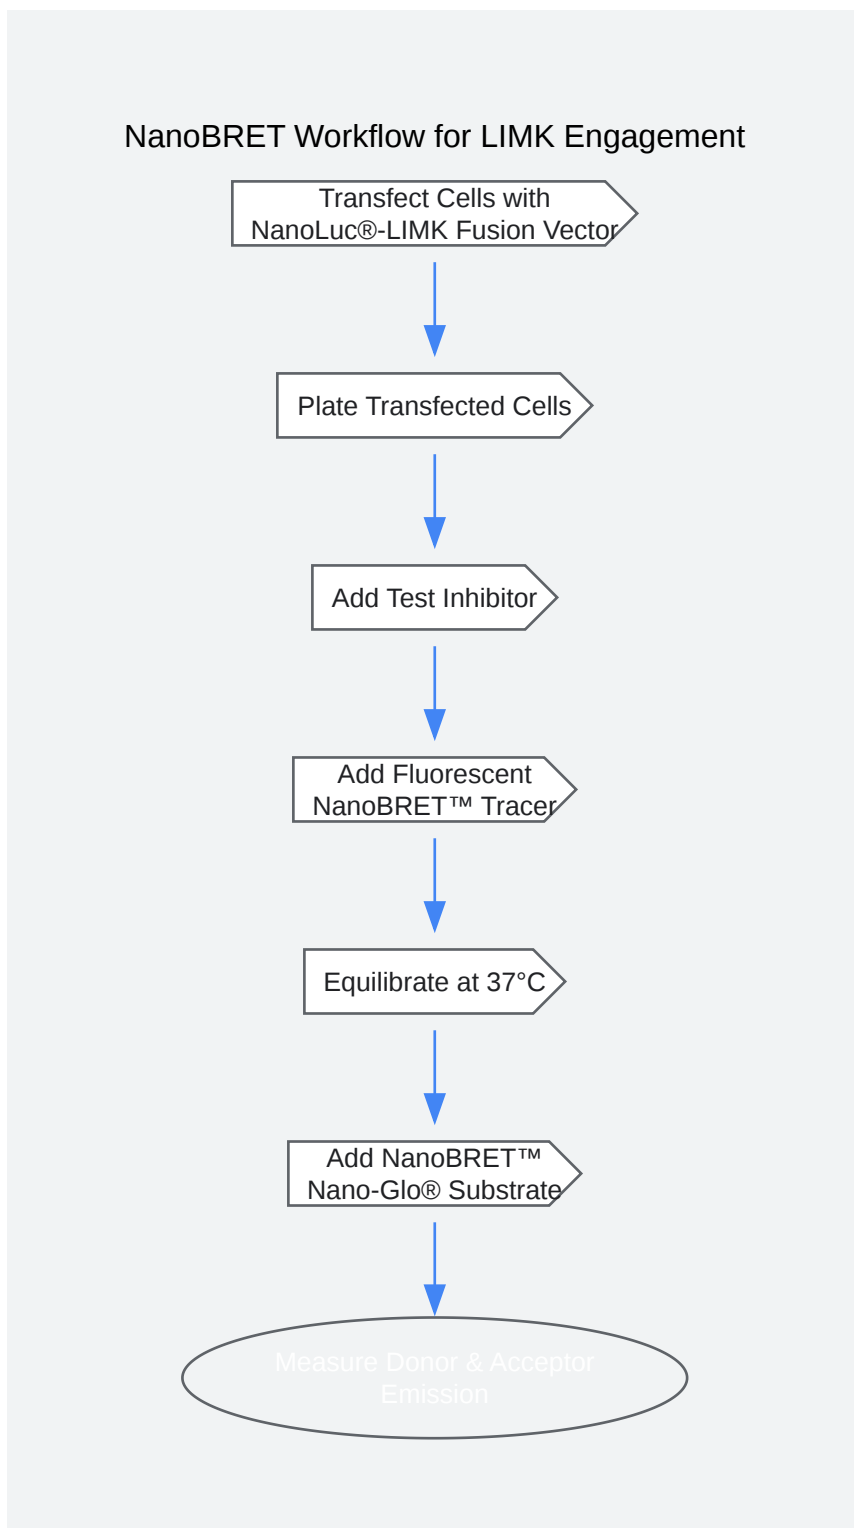 NanoBRET Workflow for LIMK Engagement
Transfect Cells with
NanoLuc®-LIMK Fusion Vector
Plate Transfected Cells
Add Test Inhibitor
Add Fluorescent
NanoBRET™ Tracer
Equilibrate at 37°C
Add NanoBRET™
Nano-Glo® Substrate
Measure Donor & Acceptor
Emission